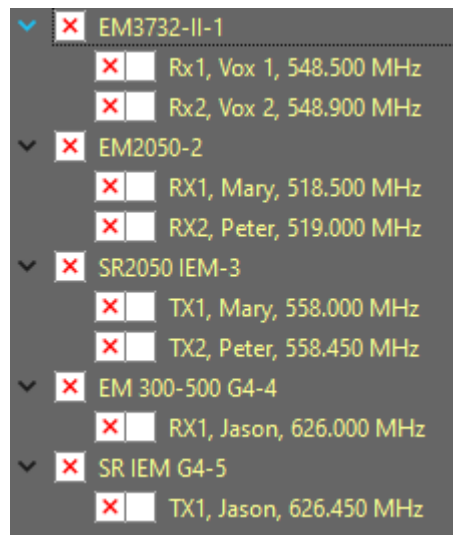 EM3732-II-1
Rx1, Vox 1, 548.500 MHz
Rx2, Vox 2, 548.900 MHz
EM2050-2
RX1, Mary, 518.500 MHz
RX2, Peter, 519.000 MHz
SR2050 IEM-3
TX1, Mary, 558.000 MHz
TX2, Peter, 558.450 MHz
EM 300-500 G4-4
RX1, Jason, 626.000 MHz
SR IEM G4-5
TX1, Jason, 626.450 MHz